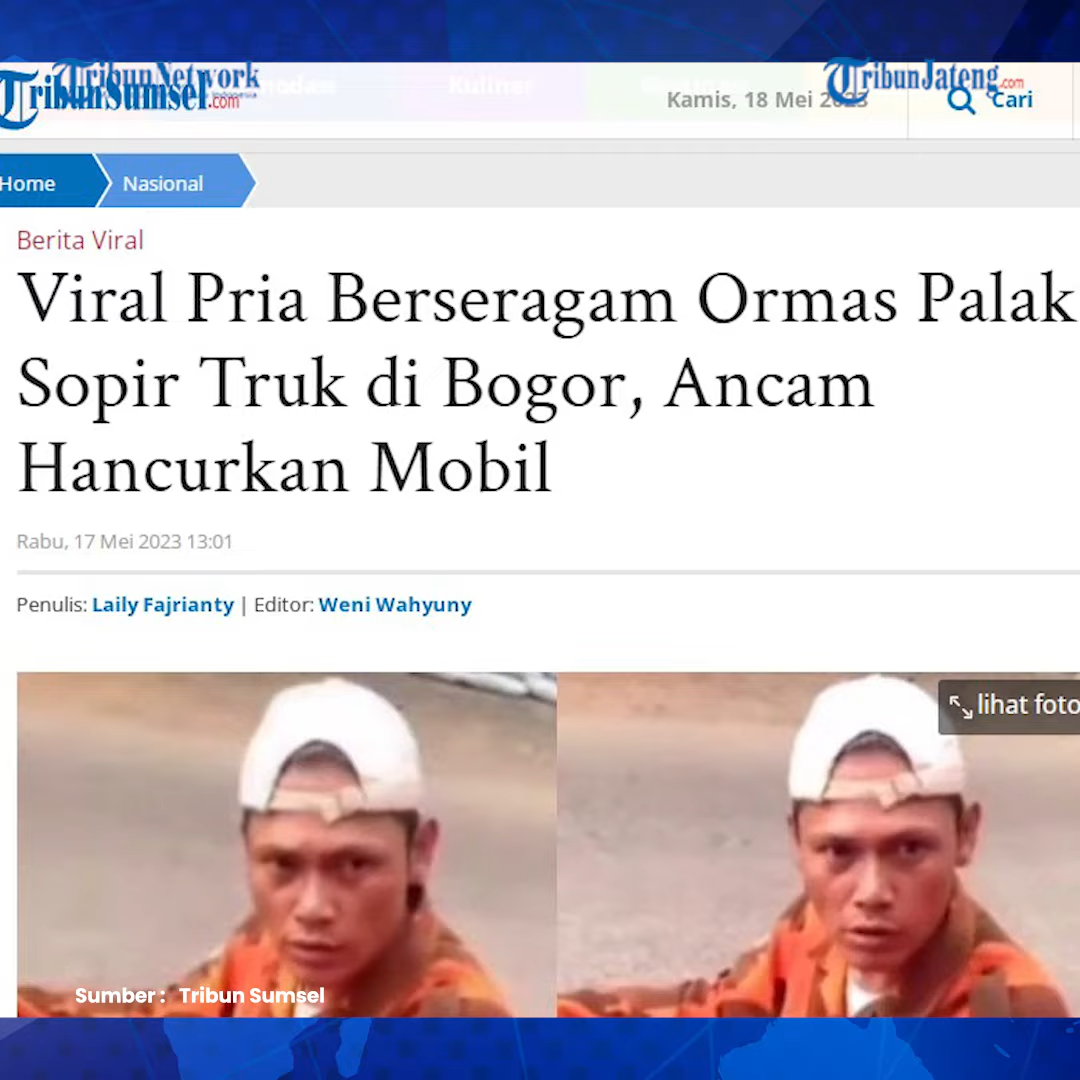 TribunNetwork
TribunSumsel.com
TribunJateng.com
Kuliner
Kamis, 18 Mei 2023
Cari
Home
Nasional
Berita Viral
Viral Pria Berseragam Ormas Palak
Sopir Truk di Bogor, Ancam
Hancurkan Mobil
Rabu, 17 Mei 2023 13:01
Penulis: Laily Fajrianty | Editor: Weni Wahyuny
lihat foto
Sumber : Tribun Sumsel